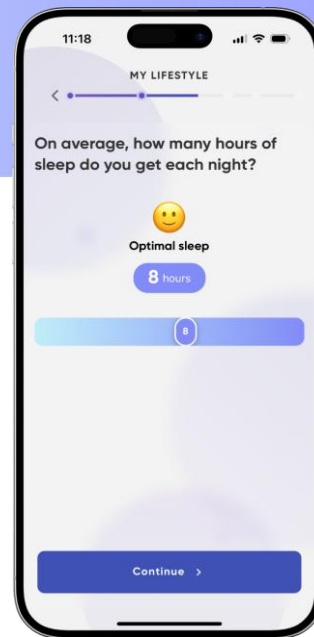 11:18
MY LIFESTYLE
On average, how many hours of
sleep do you get each night?
Optimal sleep
8 hours
8
Continue